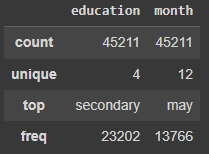 education month
count 45211 45211
unique 4 12
top secondary may
freq 23202 13766